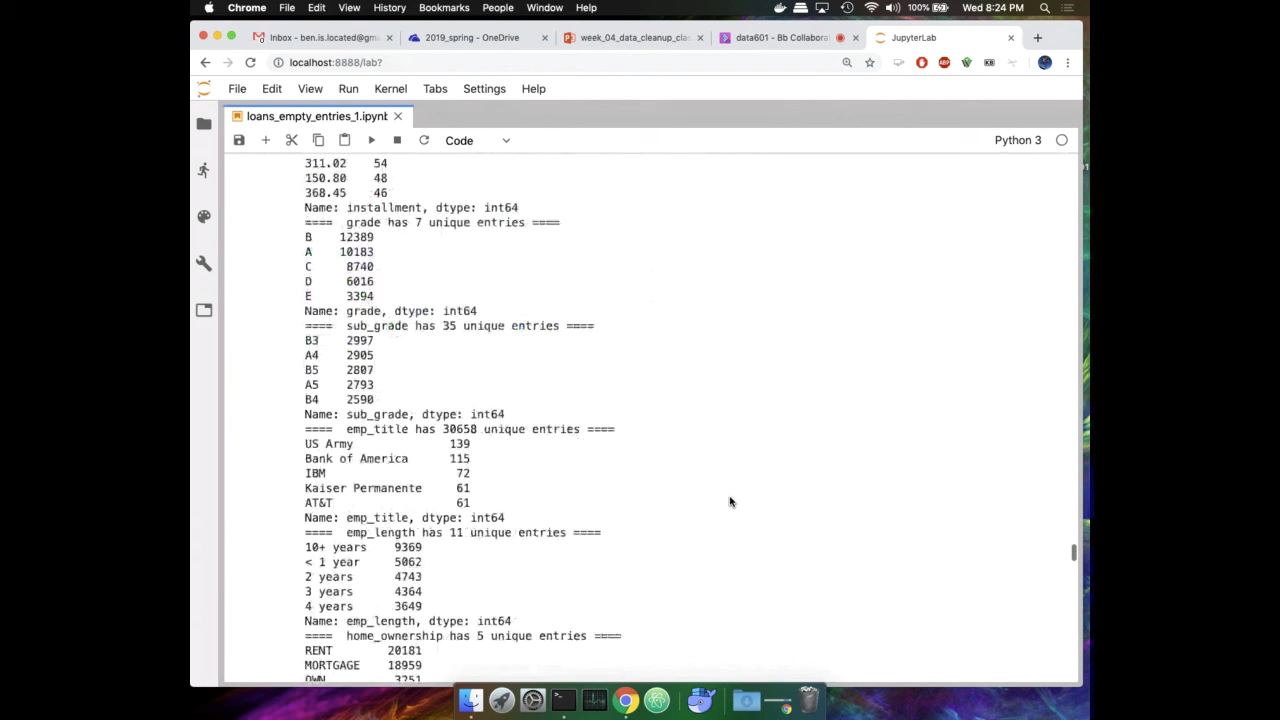 Chrome File Edit View History Bookmarks People Window Help 100% Wed 8:24 PM
Inbox - ben.is.located@gm
2019_spring - OneDrive
week_04_data_cleanup_cla
data601 - Bb Collabora
JupyterLab
localhost:8888/lab?
File Edit View Run Kernel Tabs Settings Help
loans_empty_entries_1.ipynb
Code
Python 3
311.02 54
150.80 48
368.45 46
Name: installment, dtype: int64
==== grade has 7 unique entries ====
B 12389
A 10183
C 8740
D 6016
E 3394
Name: grade, dtype: int64
==== sub_grade has 35 unique entries ====
B3 2997
A4 2905
B5 2807
A5 2793
B4 2590
Name: sub_grade, dtype: int64
==== emp_title has 30658 unique entries ====
US Army 139
Bank of America 115
IBM 72
Kaiser Permanente 61
AT&T 61
Name: emp_title, dtype: int64
==== emp_length has 11 unique entries ====
10+ years 9369
< 1 year 5062
2 years 4743
3 years 4364
4 years 3649
Name: emp_length, dtype: int64
==== home_ownership has 5 unique entries ====
RENT 20181
MORTGAGE 18959
OWN 3251